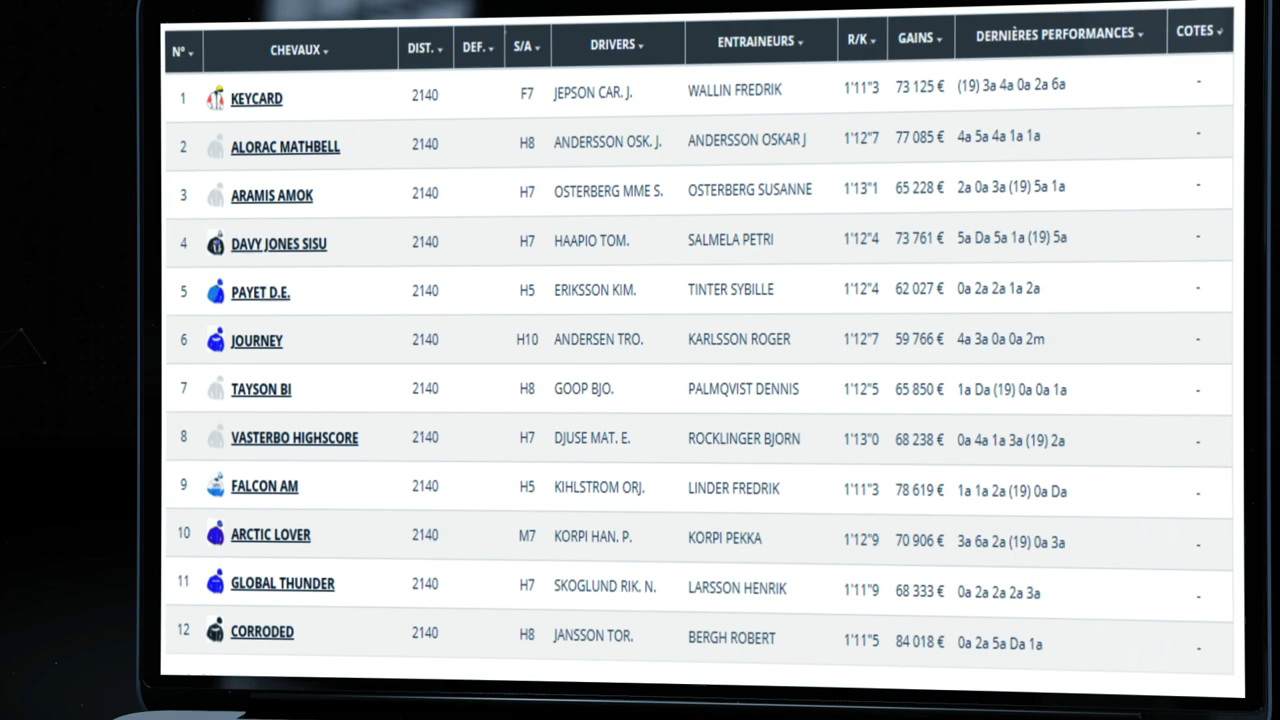 N° CHEVAUX DIST. DEF. S/A DRIVERS ENTRAINEURS R/K GAINS DERNIÈRES PERFORMANCES COTES
1 KEYCARD 2140 F7 JEPSON CAR. J. WALLIN FREDRIK 1'11"3 73 125 € (19) 3a 4a 0a 2a 6a -
2 ALORAC MATHBELL 2140 H8 ANDERSSON OSK. J. ANDERSSON OSKAR J 1'12"7 77 085 € 4a 5a 4a 1a 1a -
3 ARAMIS AMOK 2140 H7 OSTERBERG MME S. OSTERBERG SUSANNE 1'13"1 65 228 € 2a 0a 3a (19) 5a 1a -
4 DAVY JONES SISU 2140 H7 HAAPIO TOM. SALMELA PETRI 1'12"4 73 761 € 5a Da 5a 1a (19) 5a -
5 PAYET D.E. 2140 H5 ERIKSSON KIM. TINTER SYBILLE 1'12"4 62 027 € 0a 2a 2a 1a 2a -
6 JOURNEY 2140 H10 ANDERSEN TRO. KARLSSON ROGER 1'12"7 59 766 € 4a 3a 0a 0a 2m -
7 TAYSON BI 2140 H8 GOOP BJO. PALMQVIST DENNIS 1'12"5 65 850 € 1a Da (19) 0a 0a 1a -
8 VASTERBO HIGHSCORE 2140 H7 DJUSE MAT. E. ROCKLINGER BJORN 1'13"0 68 238 € 0a 4a 1a 3a (19) 2a -
9 FALCON AM 2140 H5 KIHLSTROM ORJ. LINDER FREDRIK 1'11"3 78 619 € 1a 1a 2a (19) 0a Da -
10 ARCTIC LOVER 2140 M7 KORPI HAN. P. KORPI PEKKA 1'12"9 70 906 € 3a 6a 2a (19) 0a 3a -
11 GLOBAL THUNDER 2140 H7 SKOGLUND RIK. N. LARSSON HENRIK 1'11"9 68 333 € 0a 2a 2a 2a 3a -
12 CORRODED 2140 H8 JANSSON TOR. BERGH ROBERT 1'11"5 84 018 € 0a 2a 5a Da 1a -